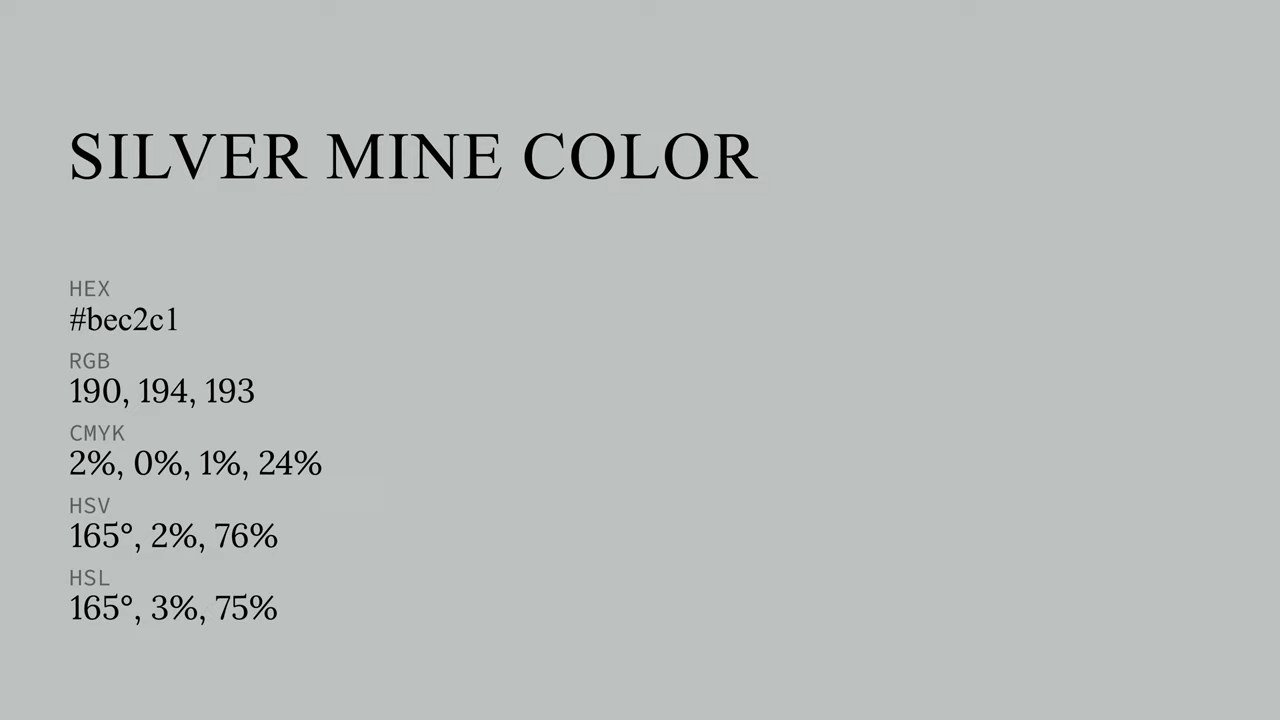 SILVER MINE COLOR
HEX
#bec2c1
RGB
190, 194, 193
CMYK
2%, 0%, 1%, 24%
HSV
165°, 2%, 76%
HSL
165°, 3%, 75%